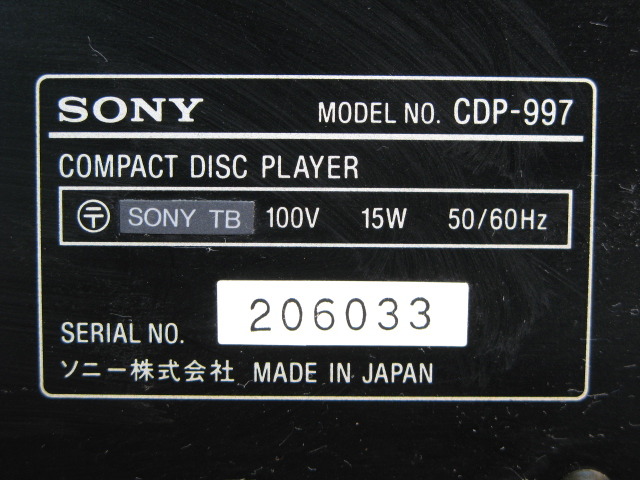 SONY MODEL NO. CDP-997
COMPACT DISC PLAYER
〒 SONY TB 100V 15W 50/60Hz
SERIAL NO. 206033
ソニー株式会社 MADE IN JAPAN